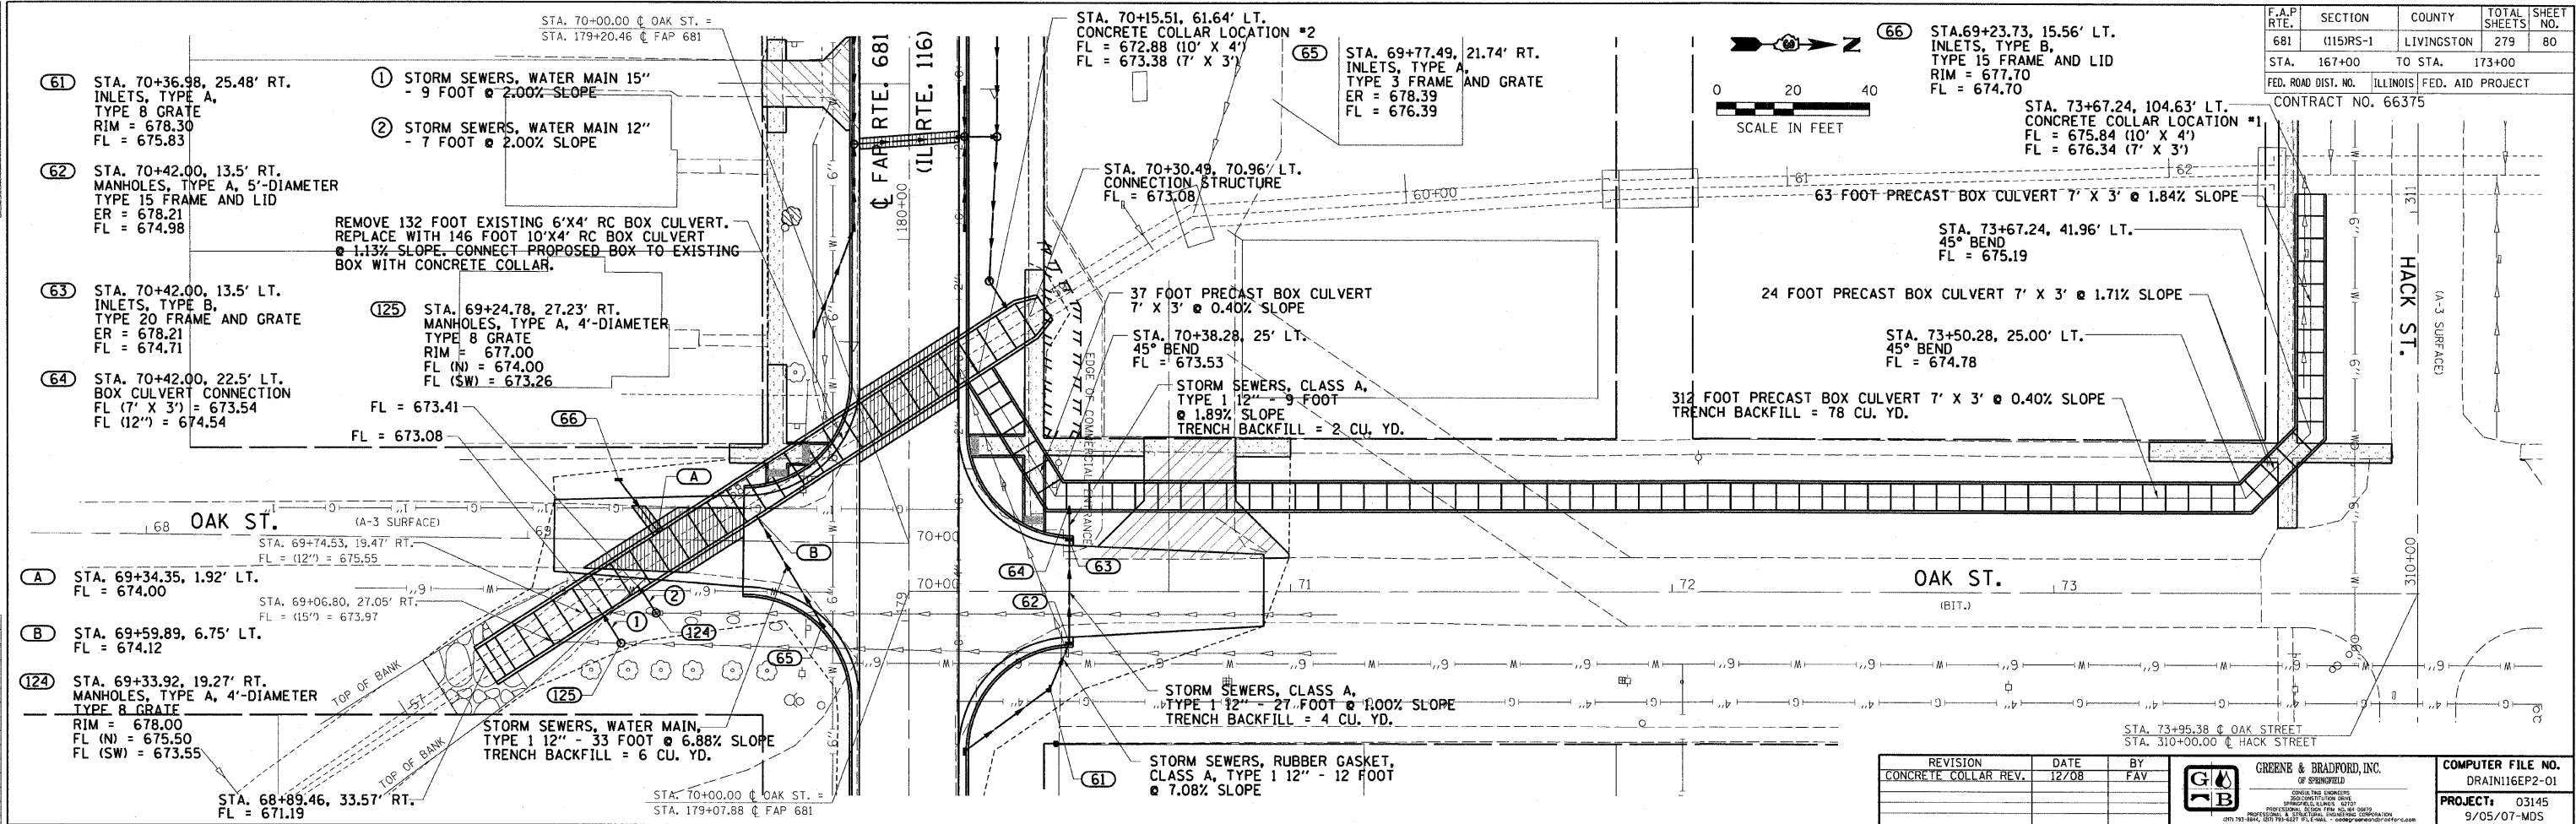 STA. 70+00.00 ℄ OAK ST. =
STA. 179+20.46 ℄ FAP 681
61
STA. 70+36.98, 25.48' RT.
INLETS, TYPE A,
TYPE 8 GRATE
RIM = 678.30
FL = 675.83
62
STA. 70+42.00, 13.5' RT.
MANHOLES, TYPE A, 5'-DIAMETER
TYPE 15 FRAME AND LID
ER = 678.21
FL = 674.98
63
STA. 70+42.00, 13.5' LT.
INLETS, TYPE B,
TYPE 20 FRAME AND GRATE
ER = 678.21
FL = 674.71
64
STA. 70+42.00, 22.5' LT.
BOX CULVERT CONNECTION
FL (7' X 3') = 673.54
FL (12") = 674.54
1
STORM SEWERS, WATER MAIN 15"
- 9 FOOT @ 2.00% SLOPE
2
STORM SEWERS, WATER MAIN 12"
- 7 FOOT @ 2.00% SLOPE
REMOVE 132 FOOT EXISTING 6'X4' RC BOX CULVERT.
REPLACE WITH 146 FOOT 10'X4' RC BOX CULVERT
@ 1.13% SLOPE. CONNECT PROPOSED BOX TO EXISTING
BOX WITH CONCRETE COLLAR.
125
STA. 69+24.78, 27.23' RT.
MANHOLES, TYPE A, 4'-DIAMETER
TYPE 8 GRATE
RIM = 677.00
FL (N) = 674.00
FL (SW) = 673.26
FL = 673.41
FL = 673.08
66
A
B
℄ FAP RTE. 681
(IL RTE. 116)
180+00
STA. 70+15.51, 61.64' LT.
CONCRETE COLLAR LOCATION #2
FL = 672.88 (10' X 4')
FL = 673.38 (7' X 3')
65
STA. 69+77.49, 21.74' RT.
INLETS, TYPE A,
TYPE 3 FRAME AND GRATE
ER = 678.39
FL = 676.39
STA. 70+30.49, 70.96' LT.
CONNECTION STRUCTURE
FL = 673.08
60+00
61
62
Z
0 20 40
SCALE IN FEET
66
STA.69+23.73, 15.56' LT.
INLETS, TYPE B,
TYPE 15 FRAME AND LID
RIM = 677.70
FL = 674.70
STA. 73+67.24, 104.63' LT.
CONCRETE COLLAR LOCATION #1
FL = 675.84 (10' X 4')
FL = 676.34 (7' X 3')
F.A.P RTE. SECTION COUNTY TOTAL SHEETS SHEET NO.
681 (115)RS-1 LIVINGSTON 279 80
STA. 167+00 TO STA. 173+00
FED. ROAD DIST. NO. ILLINOIS FED. AID PROJECT
CONTRACT NO. 66375
63 FOOT PRECAST BOX CULVERT 7' X 3' @ 1.84% SLOPE
STA. 73+67.24, 41.96' LT.
45° BEND
FL = 675.19
24 FOOT PRECAST BOX CULVERT 7' X 3' @ 1.71% SLOPE
STA. 73+50.28, 25.00' LT.
45° BEND
FL = 674.78
312 FOOT PRECAST BOX CULVERT 7' X 3' @ 0.40% SLOPE
TRENCH BACKFILL = 78 CU. YD.
311
HACK ST.
(A-3 SURFACE)
310+00
37 FOOT PRECAST BOX CULVERT
7' X 3' @ 0.40% SLOPE
STA. 70+38.28, 25' LT.
45° BEND
FL = 673.53
STORM SEWERS, CLASS A,
TYPE 1 12" - 9 FOOT
@ 1.89% SLOPE
TRENCH BACKFILL = 2 CU. YD.
EDGE OF COMMERCIAL ENTRANCE
68
OAK ST.
(A-3 SURFACE)
69
STA. 69+74.53, 19.47' RT.
FL = (12") = 675.55
A
STA. 69+34.35, 1.92' LT.
FL = 674.00
STA. 69+06.80, 27.05' RT.
FL = (15") = 673.97
B
STA. 69+59.89, 6.75' LT.
FL = 674.12
124
STA. 69+33.92, 19.27' RT.
MANHOLES, TYPE A, 4'-DIAMETER
TYPE 8 GRATE
RIM = 678.00
FL (N) = 675.50
FL (SW) = 673.55
TOP OF BANK
57
TOP OF BANK
STA. 68+89.46, 33.57' RT.
FL = 671.19
1
2
124
65
125
STORM SEWERS, WATER MAIN,
TYPE 1 12" - 33 FOOT @ 6.88% SLOPE
TRENCH BACKFILL = 6 CU. YD.
STA. 70+00.00 ℄ OAK ST. =
STA. 179+07.88 ℄ FAP 681
70+00
70+00
179
64
63
62
61
71
72
73
OAK ST.
(BIT.)
STORM SEWERS, CLASS A,
TYPE 1 12" - 27 FOOT @ 1.00% SLOPE
TRENCH BACKFILL = 4 CU. YD.
STORM SEWERS, RUBBER GASKET,
CLASS A, TYPE 1 12" - 12 FOOT
@ 7.08% SLOPE
STA. 73+95.38 ℄ OAK STREET
STA. 310+00.00 ℄ HACK STREET
REVISION DATE BY
CONCRETE COLLAR REV. 12/08 FAV
G B
GREENE & BRADFORD, INC.
OF SPRINGFIELD
CONSULTING ENGINEERS
COMPUTER FILE NO.
DRAIN116EP2-01
PROJECT: 03145
9/05/07-MDS